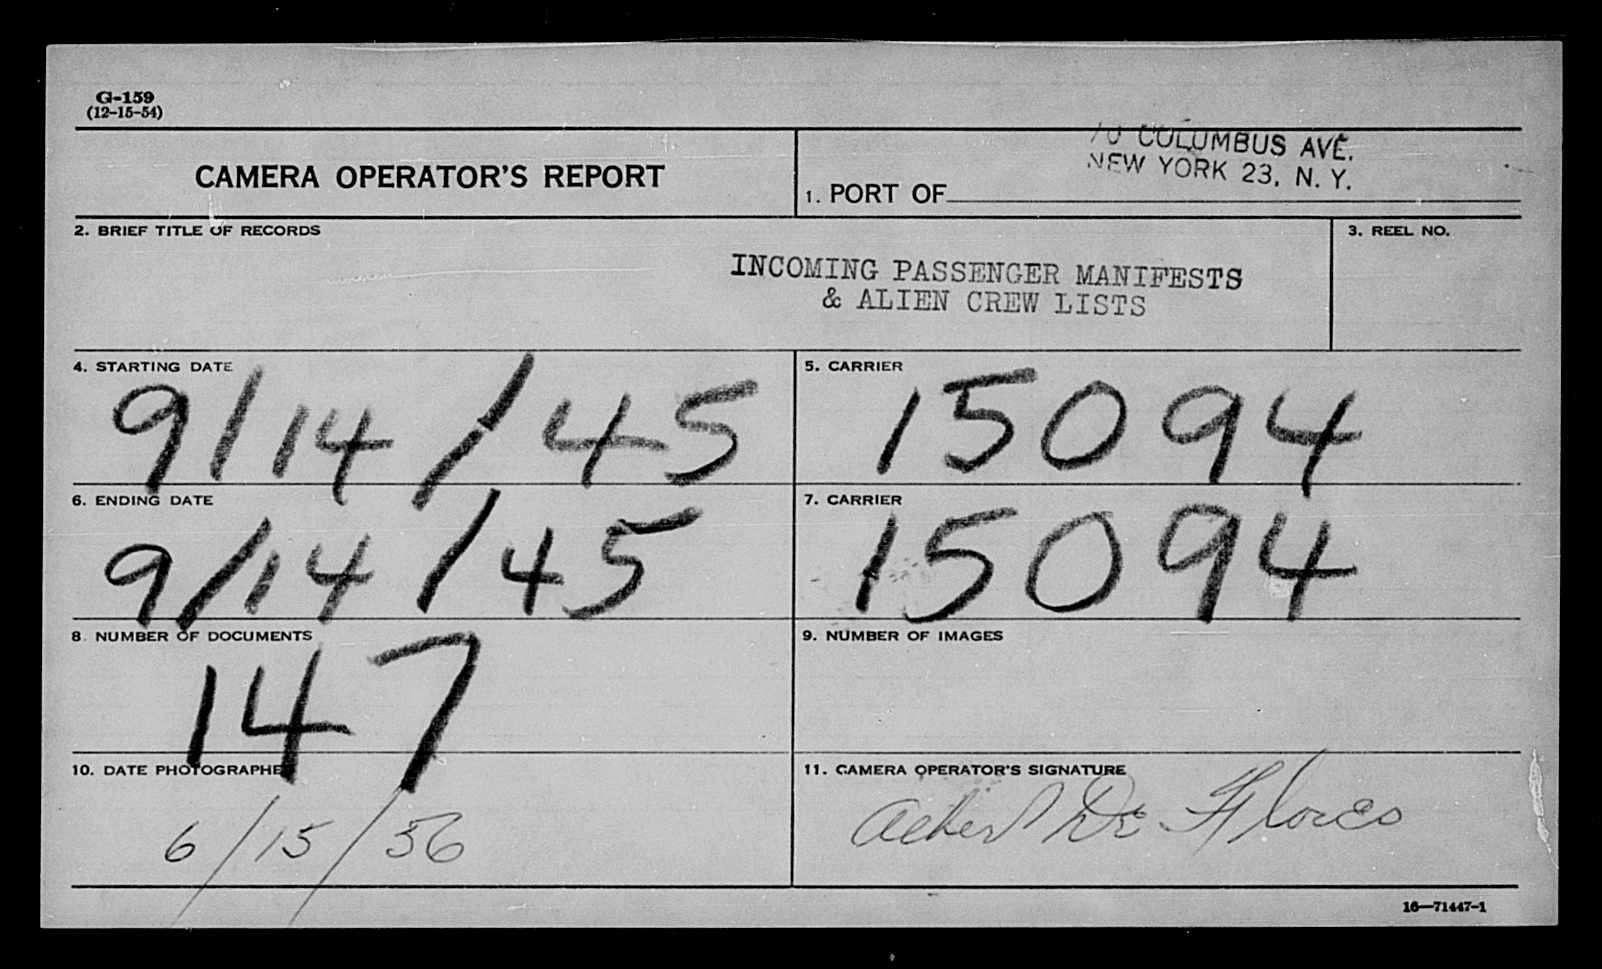 G-159
(12-15-54)
CAMERA OPERATOR'S REPORT
70 COLUMBUS AVE.
NEW YORK 23, N. Y.
1. PORT OF
2. BRIEF TITLE OF RECORDS
INCOMING PASSENGER MANIFESTS
& ALIEN CREW LISTS
3. REEL NO.
4. STARTING DATE
9/14/45
5. CARRIER
15094
6. ENDING DATE
9/14/45
7. CARRIER
15094
8. NUMBER OF DOCUMENTS
147
9. NUMBER OF IMAGES
10. DATE PHOTOGRAPHED
6/15/56
11. CAMERA OPERATOR'S SIGNATURE
De Flores
16—71447-1